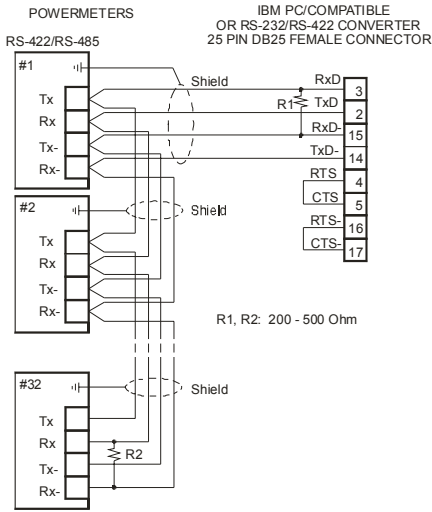 POWERMETERS
IBM PC/COMPATIBLE
OR RS-232/RS-422 CONVERTER
25 PIN DB25 FEMALE CONNECTOR
RS-422/RS-485
#1
Tx
Rx
Tx-
Rx-
Shield
R1
RxD
3
TxD
2
RxD-
15
TxD-
14
RTS
4
CTS
5
RTS-
16
CTS-
17
#2
Tx
Rx
Tx-
Rx-
Shield
R1, R2: 200 - 500 Ohm
#32
Tx
Rx
Tx-
Rx-
Shield
R2